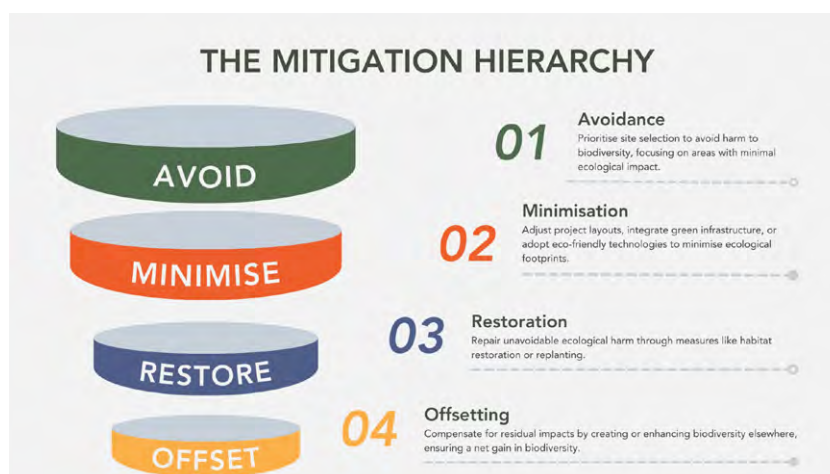 THE MITIGATION HIERARCHY
AVOID
01
Avoidance
Prioritise site selection to avoid harm to
biodiversity, focusing on areas with minimal
ecological impact.
MINIMISE
02
Minimisation
Adjust project layouts, integrate green infrastructure, or
adopt eco-friendly technologies to minimise ecological
footprints.
RESTORE
03
Restoration
Repair unavoidable ecological harm through measures like habitat
restoration or replanting.
OFFSET
04
Offsetting
Compensate for residual impacts by creating or enhancing biodiversity elsewhere,
ensuring a net gain in biodiversity.